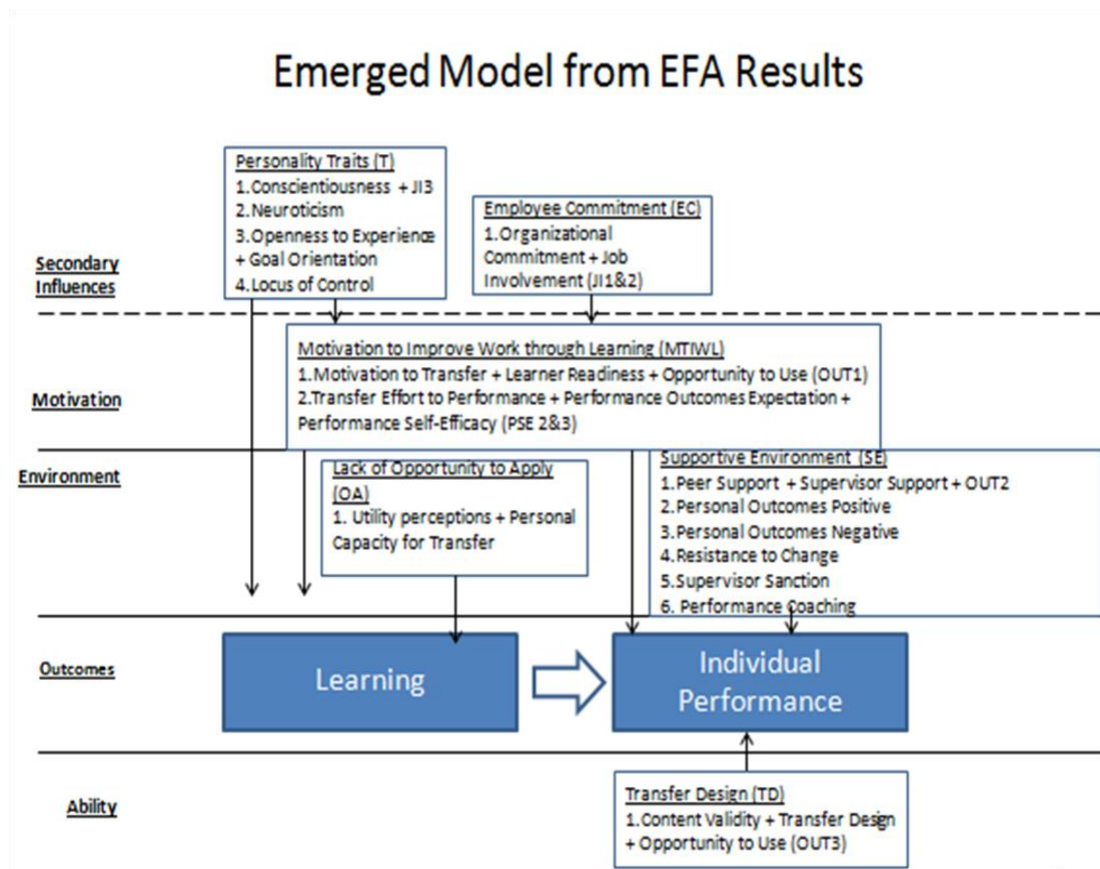 Emerged Model from EFA Results
Personality Traits (T)
1.Conscientiousness + JI3
2.Neuroticism
3.Openness to Experience
+ Goal Orientation
4.Locus of Control
Employee Commitment (EC)
1.Organizational
Commitment + Job
Involvement (JI1&2)
Secondary
Influences
Motivation to Improve Work through Learning (MTIWL)
1.Motivation to Transfer + Learner Readiness + Opportunity to Use (OUT1)
2.Transfer Effort to Performance + Performance Outcomes Expectation +
Performance Self-Efficacy (PSE 2&3)
Motivation
Environment
Lack of Opportunity to Apply
(OA)
1. Utility perceptions + Personal
Capacity for Transfer
Supportive Environment (SE)
1.Peer Support + Supervisor Support + OUT2
2.Personal Outcomes Positive
3.Personal Outcomes Negative
4.Resistance to Change
5.Supervisor Sanction
6. Performance Coaching
Outcomes
Learning
Individual
Performance
Ability
Transfer Design (TD)
1.Content Validity + Transfer Design
+ Opportunity to Use (OUT3)